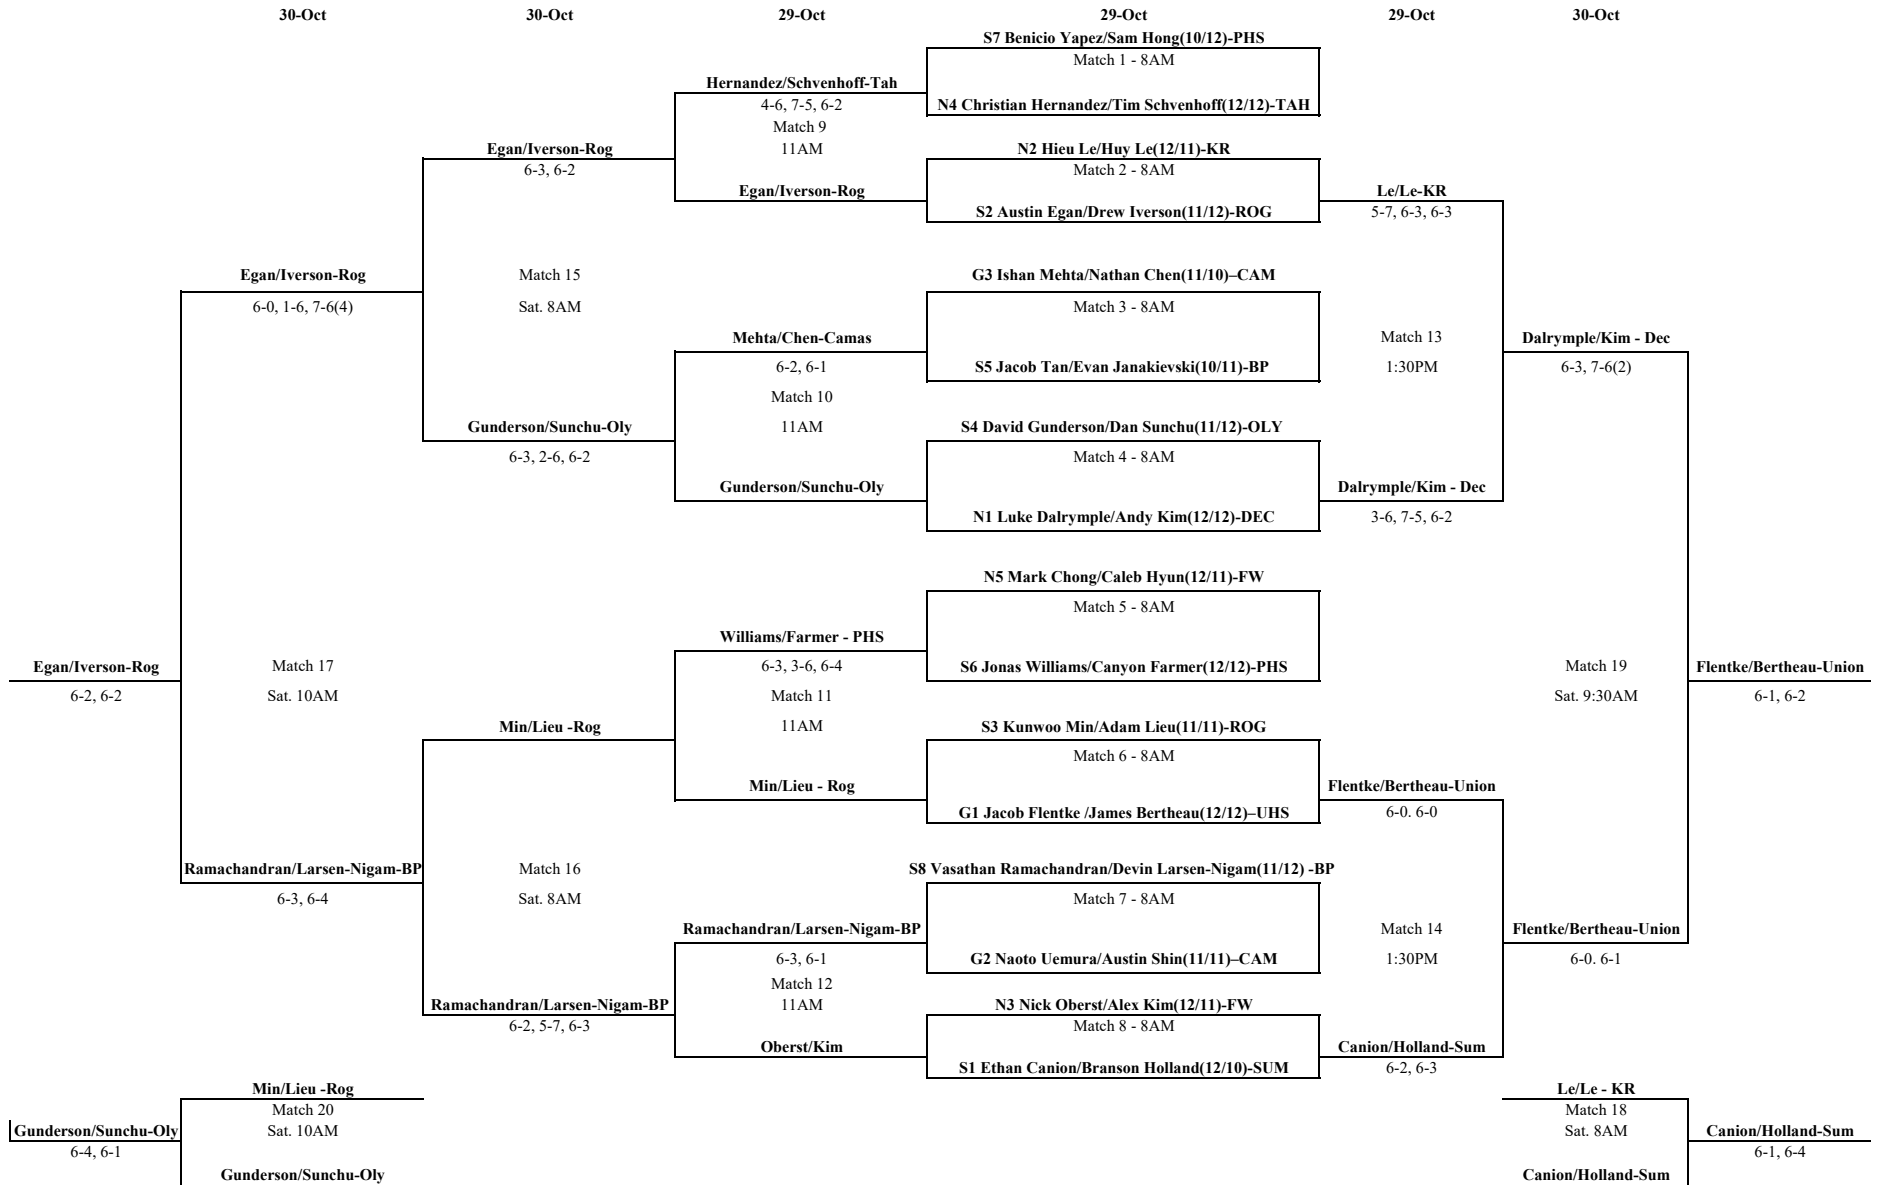 30-Oct 30-Oct 29-Oct 29-Oct 29-Oct 30-Oct
S7 Benicio Yapez/Sam Hong(10/12)-PHS
Match 1 - 8AM
Hernandez/Schvenhoff-Tah
4-6, 7-5, 6-2 N4 Christian Hernandez/Tim Schvenhoff(12/12)-TAH
Match 9
Egan/Iverson-Rog 11AM N2 Hieu Le/Huy Le(12/11)-KR
6-3, 6-2 Match 2 - 8AM
Egan/Iverson-Rog Le/Le-KR
S2 Austin Egan/Drew Iverson(11/12)-ROG 5-7, 6-3, 6-3
Egan/Iverson-Rog Match 15 G3 Ishan Mehta/Nathan Chen(11/10)–CAM
6-0, 1-6, 7-6(4) Sat. 8AM Match 3 - 8AM
Mehta/Chen-Camas Match 13 Dalrymple/Kim - Dec
6-2, 6-1 S5 Jacob Tan/Evan Janakievski(10/11)-BP 1:30PM 6-3, 7-6(2)
Match 10
Gunderson/Sunchu-Oly 11AM S4 David Gunderson/Dan Sunchu(11/12)-OLY
6-3, 2-6, 6-2 Match 4 - 8AM
Gunderson/Sunchu-Oly Dalrymple/Kim - Dec
N1 Luke Dalrymple/Andy Kim(12/12)-DEC 3-6, 7-5, 6-2
N5 Mark Chong/Caleb Hyun(12/11)-FW
Match 5 - 8AM
Williams/Farmer - PHS
Egan/Iverson-Rog Match 17 6-3, 3-6, 6-4 S6 Jonas Williams/Canyon Farmer(12/12)-PHS Match 19 Flentke/Bertheau-Union
6-2, 6-2 Sat. 10AM Match 11 Sat. 9:30AM 6-1, 6-2
Min/Lieu -Rog 11AM S3 Kunwoo Min/Adam Lieu(11/11)-ROG
Match 6 - 8AM
Min/Lieu - Rog Flentke/Bertheau-Union
G1 Jacob Flentke /James Bertheau(12/12)–UHS 6-0. 6-0
Ramachandran/Larsen-Nigam-BP Match 16 S8 Vasathan Ramachandran/Devin Larsen-Nigam(11/12) -BP
6-3, 6-4 Sat. 8AM Match 7 - 8AM
Ramachandran/Larsen-Nigam-BP Match 14 Flentke/Bertheau-Union
6-3, 6-1 G2 Naoto Uemura/Austin Shin(11/11)–CAM 1:30PM 6-0. 6-1
Match 12
Ramachandran/Larsen-Nigam-BP 11AM N3 Nick Oberst/Alex Kim(12/11)-FW
6-2, 5-7, 6-3 Match 8 - 8AM
Oberst/Kim Canion/Holland-Sum
S1 Ethan Canion/Branson Holland(12/10)-SUM 6-2, 6-3
Min/Lieu -Rog Le/Le - KR
Match 20 Match 18
Gunderson/Sunchu-Oly Sat. 10AM Sat. 8AM Canion/Holland-Sum
6-4, 6-1 6-1, 6-4
Gunderson/Sunchu-Oly Canion/Holland-Sum